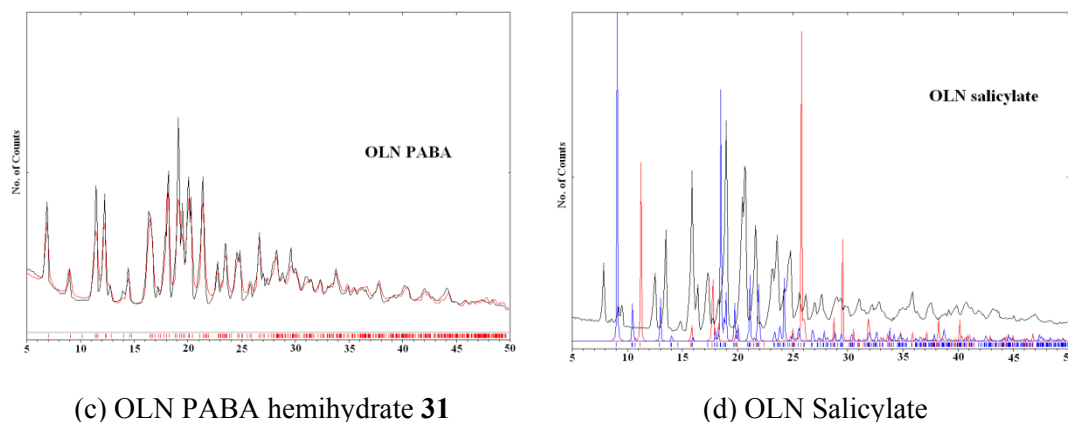 No. of Counts
OLN PABA
5 10 15 20 25 30 35 40 45 50
(c) OLN PABA hemihydrate 31
No. of Counts
OLN salicylate
5 10 15 20 25 30 35 40 45 50
(d) OLN Salicylate